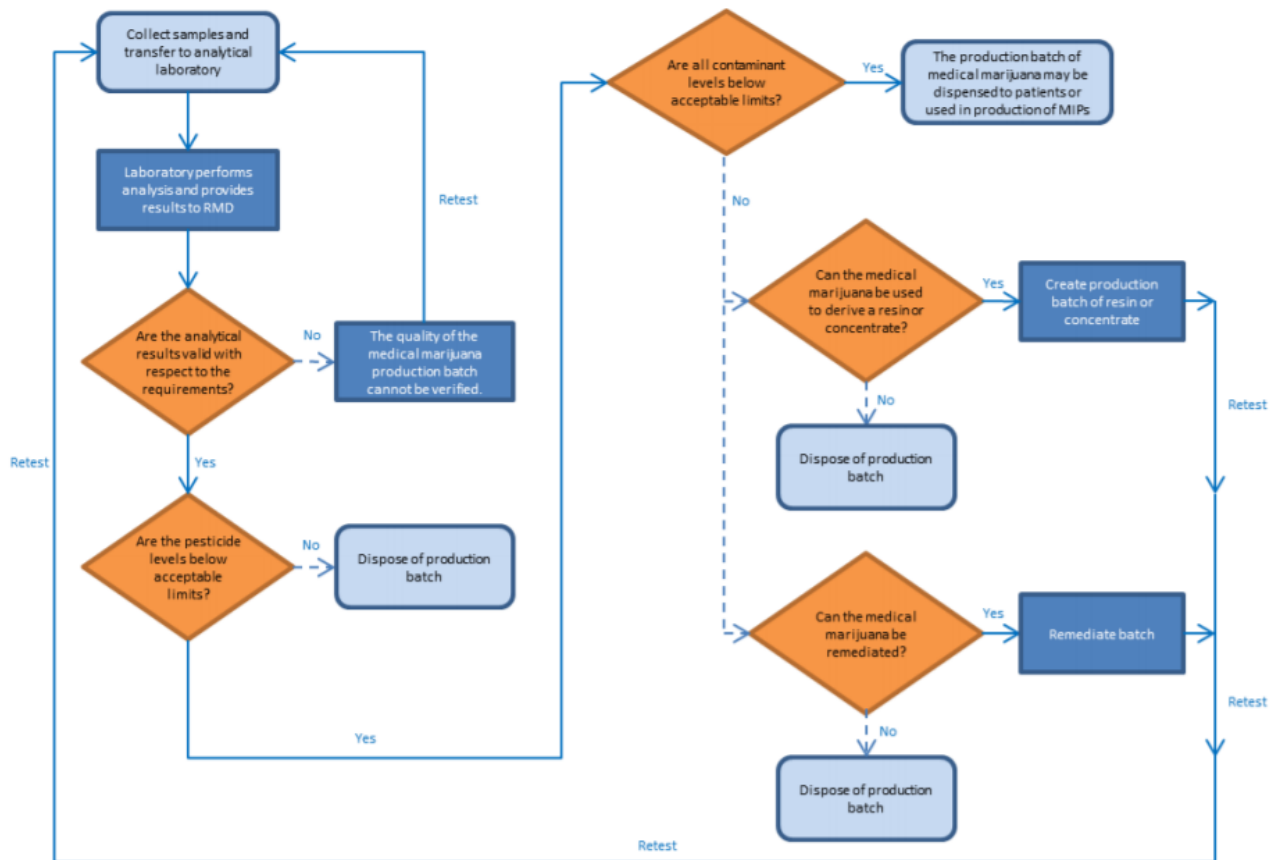 Collect samples and
transfer to analytical
laboratory
Laboratory performs
analysis and provides
results to RMD
Retest
Are the analytical
results valid with
respect to the
requirements?
No
The quality of the
medical marijuana
production batch
cannot be verified.
Retest
Yes
Are the pesticide
levels below
acceptable
limits?
No
Dispose of production
batch
Yes
Are all contaminant
levels below
acceptable limits?
Yes
The production batch of
medical marijuana may be
dispensed to patients or
used in production of MIPs
No
Can the medical
marijuana be used
to derive a resin or
concentrate?
Yes
Create production
batch of resin or
concentrate
No
Retest
Dispose of production
batch
Can the medical
marijuana be
remediated?
Yes
Remediate batch
Retest
No
Dispose of production
batch
Retest